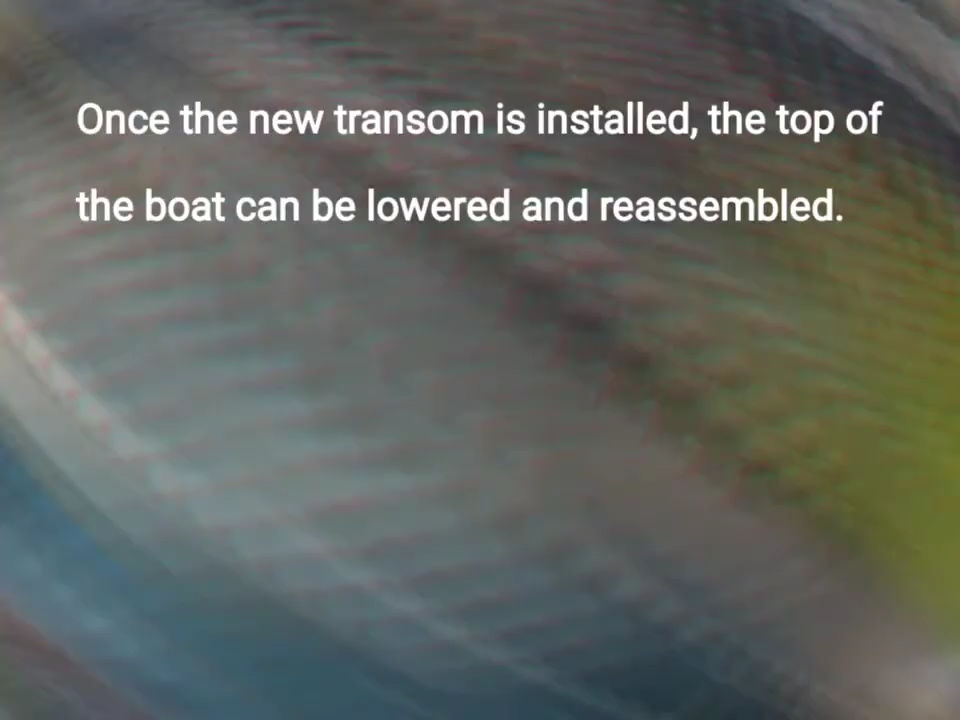 Once the new transom is installed, the top of
the boat can be lowered and reassembled.